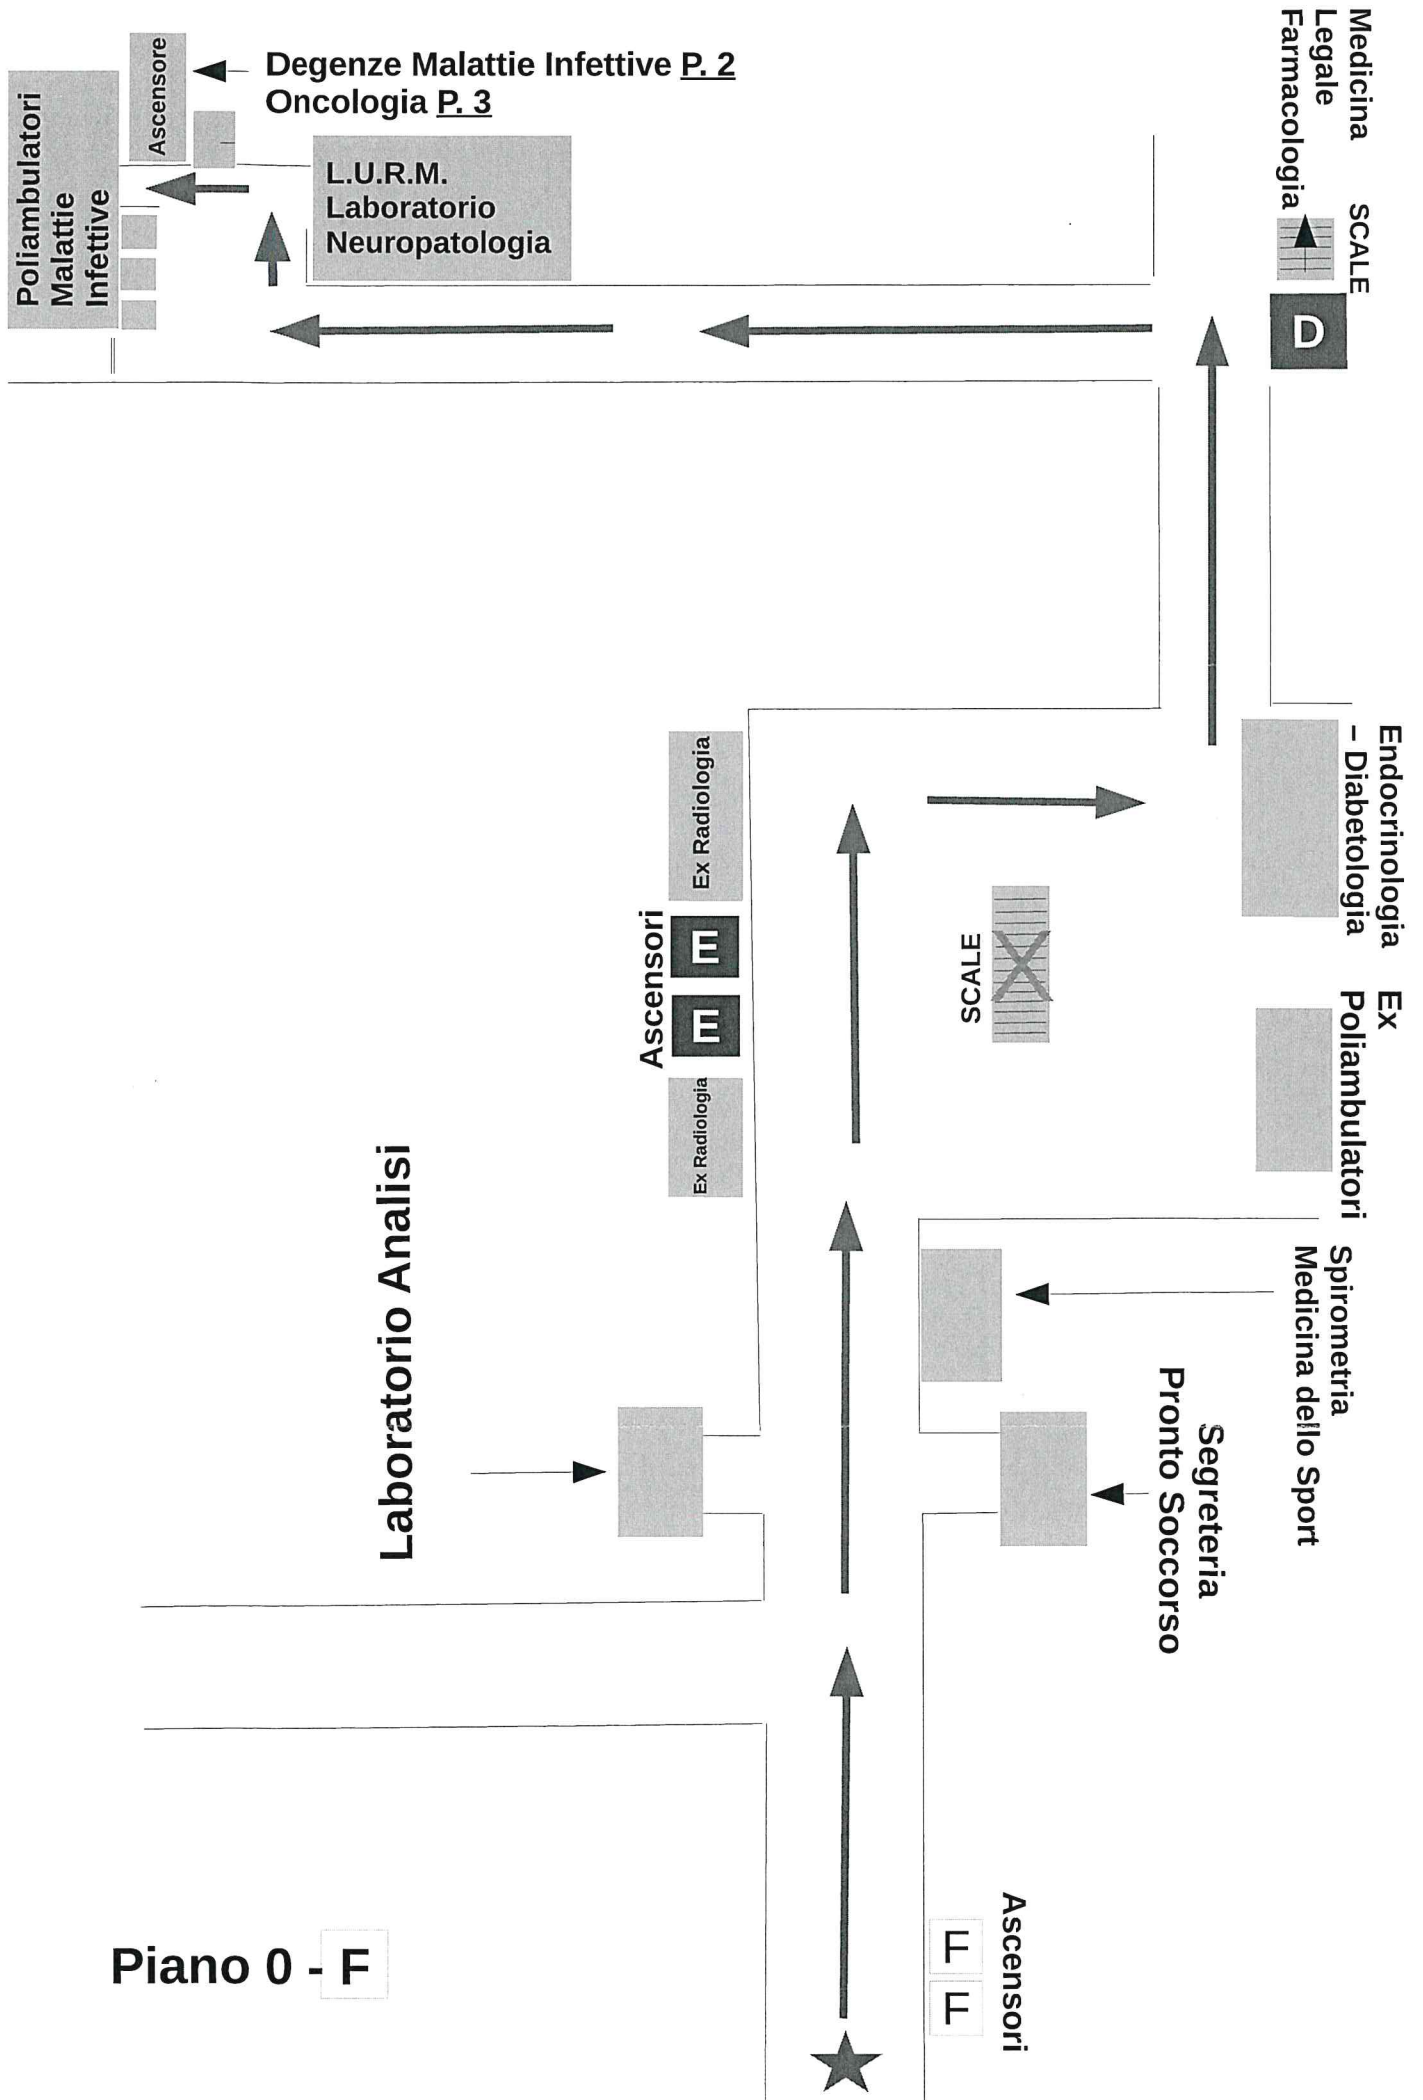 Degenze Malattie Infettive P. 2
Oncologia P. 3
Ascensore
Poliambulatori
Malattie
Infettive
L.U.R.M.
Laboratorio
Neuropatologia
Medicina
Legale
Farmacologia
SCALE
D
Endocrinologia
– Diabetologia
Ex Radiologia
Ascensori
E
E
Ex Radiologia
SCALE
Ex
Poliambulatori
Spirometria
Medicina dello Sport
Segreteria
Pronto Soccorso
Laboratorio Analisi
Ascensori
F
F
Piano 0 - F